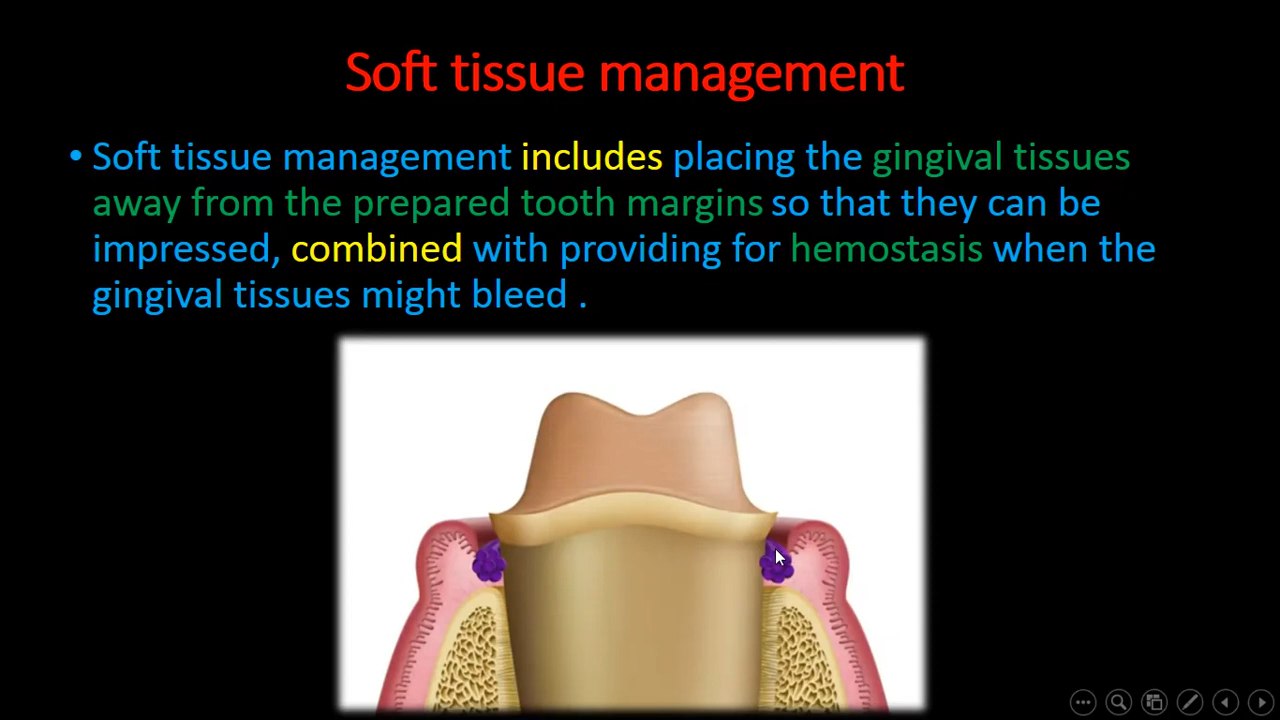 Soft tissue management
• Soft tissue management includes placing the gingival tissues
away from the prepared tooth margins so that they can be
impressed, combined with providing for hemostasis when the
gingival tissues might bleed .